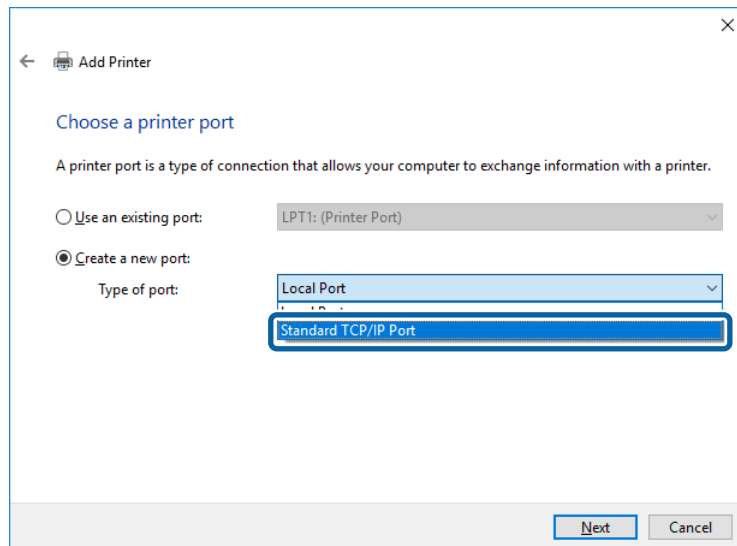 Add Printer
Choose a printer port
A printer port is a type of connection that allows your computer to exchange information with a printer.
Use an existing port: LPT1: (Printer Port)
Create a new port:
Type of port: Local Port
Standard TCP/IP Port
Next Cancel